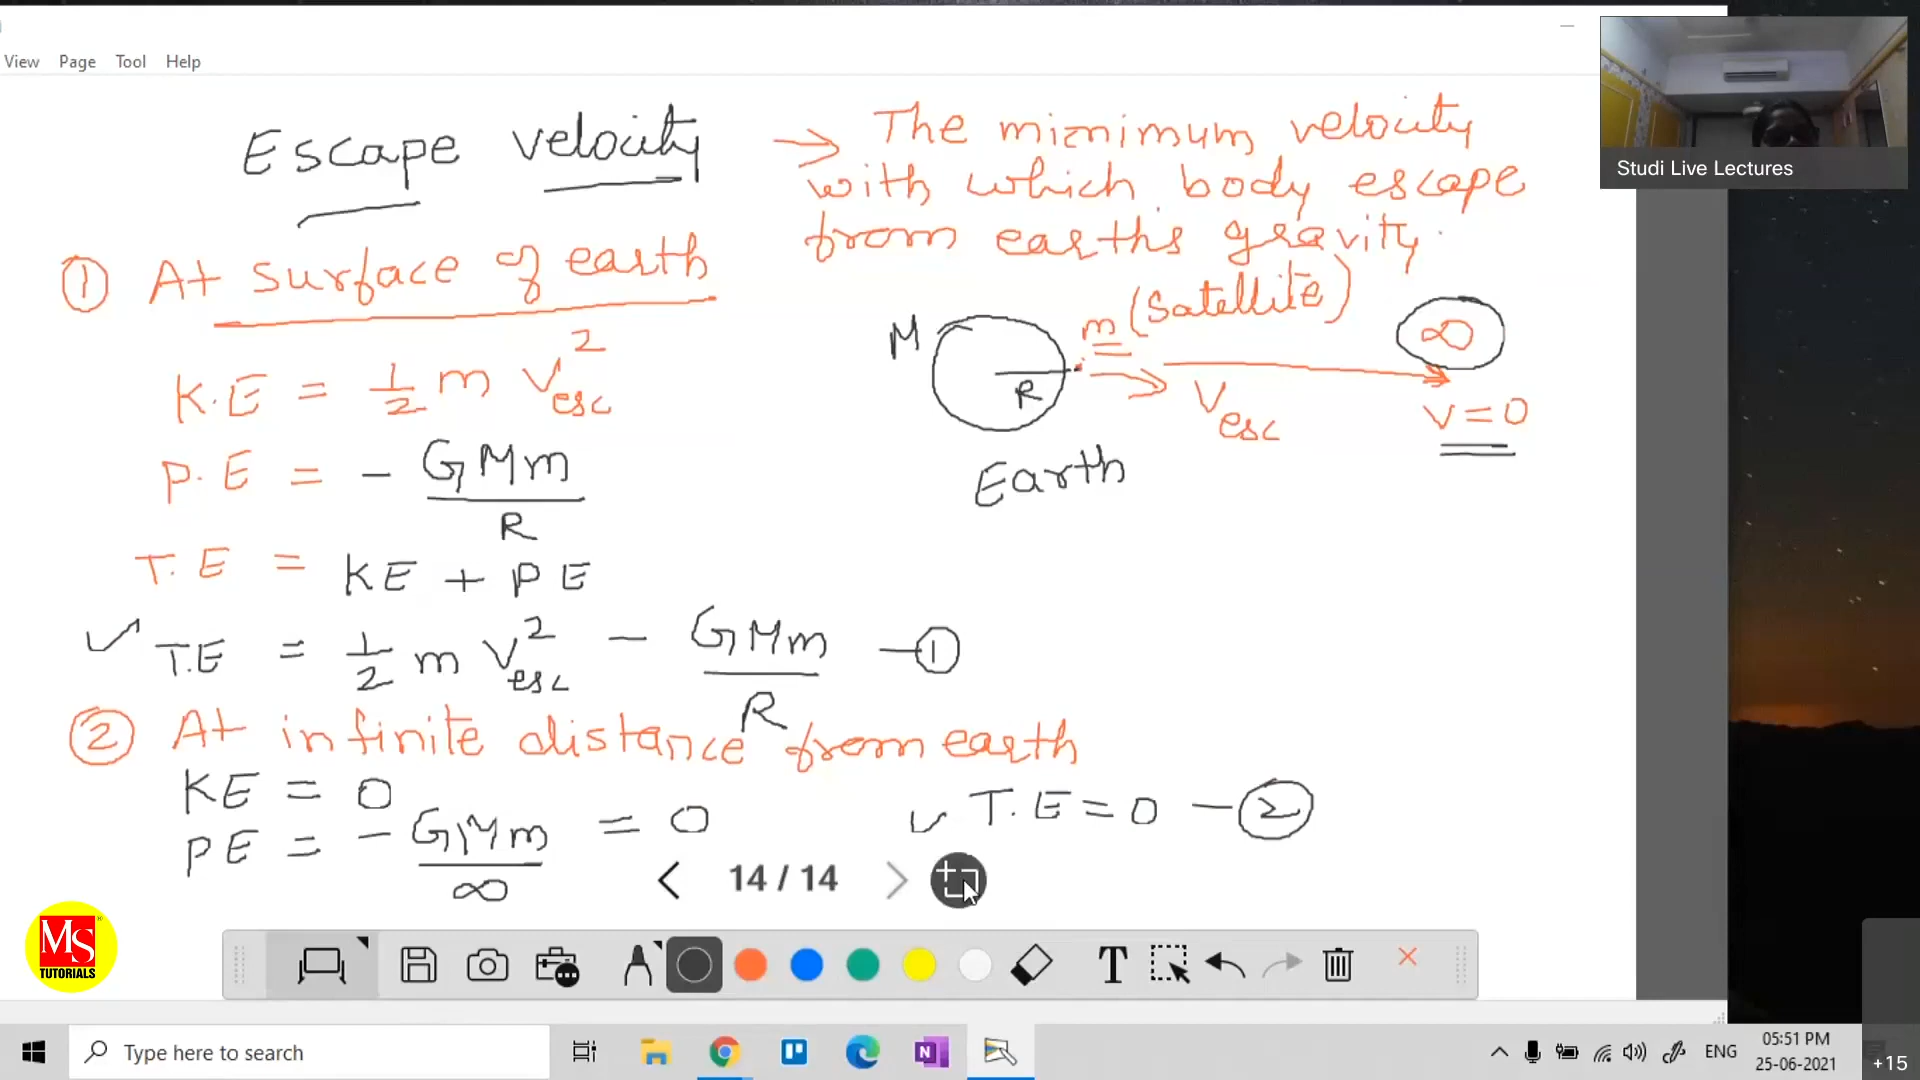 View Page Tool Help
Studi Live Lectures
Escape velocity → The minimum velocity
with which body escape
from earth's gravity.
① At surface of earth
K.E = 1/2 m v²esc
P.E = - GMm/R
T.E = KE + PE
T.E = 1/2 m v²esc - GMm/R —①
M
R
m (Satellite)
∞
Vesc
v = 0
Earth
② At infinite distance from earth
KE = 0
PE = - GMm/∞ = 0
T.E = 0 —②
14 / 14
MS
TUTORIALS
T
Type here to search
N
ENG
05:51 PM
25-06-2021
+15